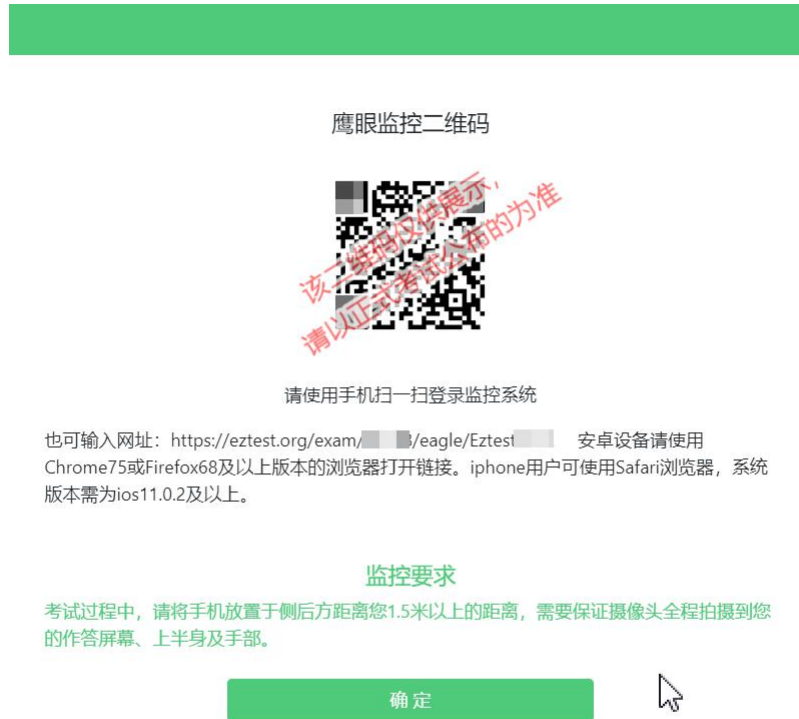 鹰眼监控二维码
该二维码仅供展示，
请以正式考试公布的为准
请使用手机扫一扫登录监控系统
也可输入网址：https://eztest.org/exam/ /eagle/Eztest 安卓设备请使用
Chrome75或Firefox68及以上版本的浏览器打开链接。iphone用户可使用Safari浏览器，系统
版本需为ios11.0.2及以上。
监控要求
考试过程中，请将手机放置于侧后方距离您1.5米以上的距离，需要保证摄像头全程拍摄到您
的作答屏幕、上半身及手部。
确定